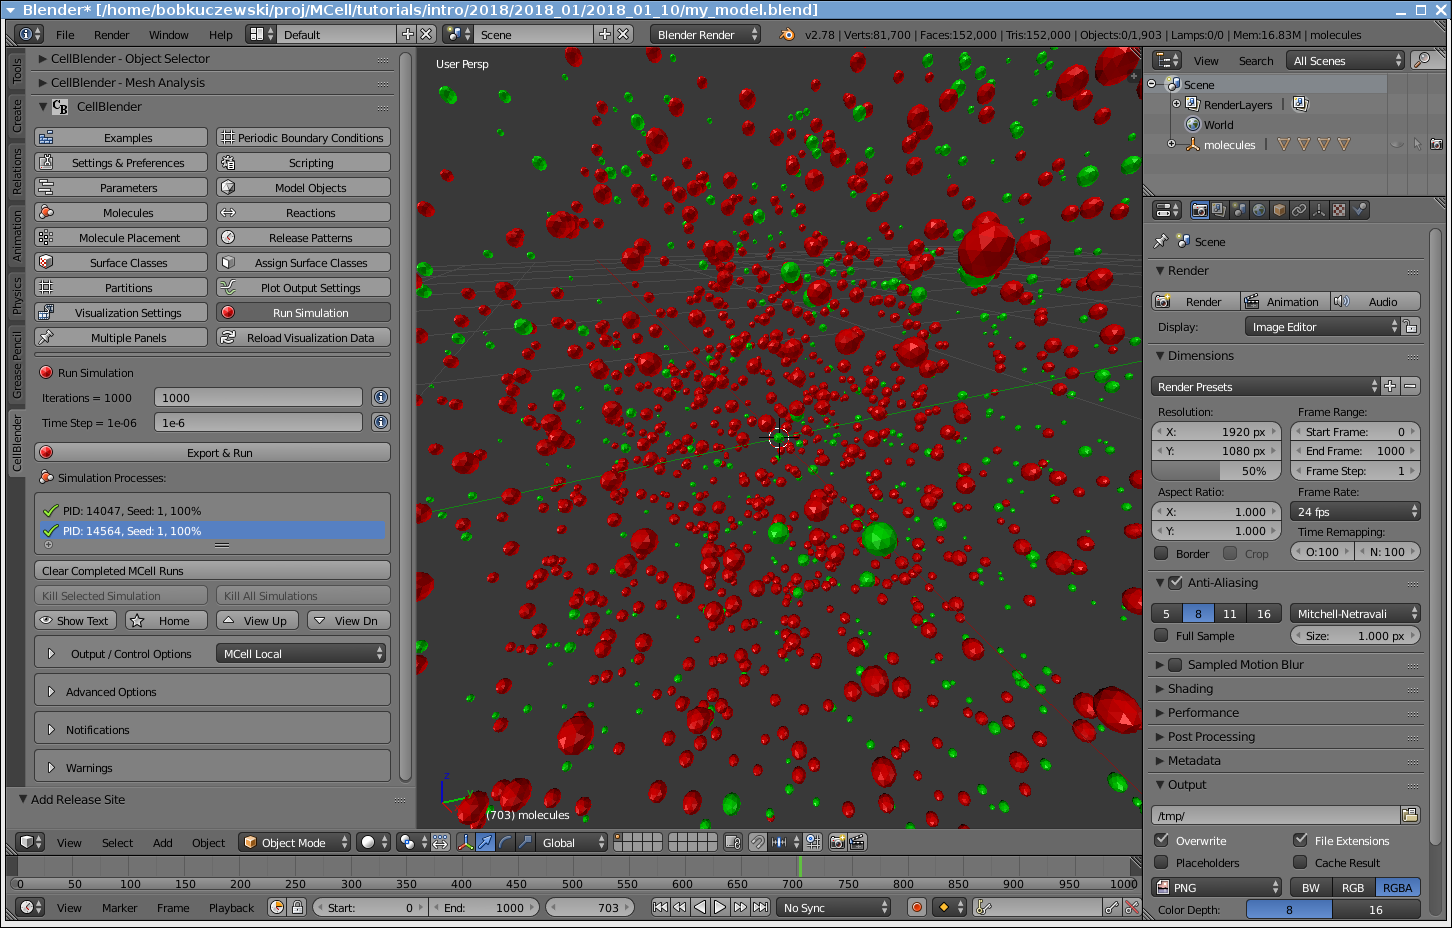 Blender* [/home/bobkuczewski/proj/MCell/tutorials/intro/2018/2018_01/2018_01_10/my_model.blend]
File Render Window Help Default Scene Blender Render v2.78 | Verts:81,700 | Faces:152,000 | Tris:152,000 | Objects:0/1,903 | Lamps:0/0 | Mem:16.83M | molecules
Tools
Create
Relations
Animation
Physics
Grease Pencil
CellBlender
CellBlender - Object Selector
CellBlender - Mesh Analysis
CB CellBlender
Examples Periodic Boundary Conditions
Settings & Preferences Scripting
Parameters Model Objects
Molecules Reactions
Molecule Placement Release Patterns
Surface Classes Assign Surface Classes
Partitions Plot Output Settings
Visualization Settings Run Simulation
Multiple Panels Reload Visualization Data
Run Simulation
Iterations = 1000 1000
Time Step = 1e-06 1e-6
Export & Run
Simulation Processes:
PID: 14047, Seed: 1, 100%
PID: 14564, Seed: 1, 100%
Clear Completed MCell Runs
Kill Selected Simulation Kill All Simulations
Show Text Home View Up View Dn
Output / Control Options MCell Local
Advanced Options
Notifications
Warnings
Add Release Site
User Persp
z
y
(703) molecules
View Select Add Object Object Mode Global
0 50 100 150 200 250 300 350 400 450 500 550 600 650 700 750 800 850 900 950 1000
View Marker Frame Playback Start: 0 End: 1000 703 No Sync
View Search All Scenes
Scene
RenderLayers |
World
molecules |
Scene
Render
Render Animation Audio
Display: Image Editor
Dimensions
Render Presets
Resolution: Frame Range:
X: 1920 px Start Frame: 0
Y: 1080 px End Frame: 1000
50% Frame Step: 1
Aspect Ratio: Frame Rate:
X: 1.000 24 fps
Y: 1.000 Time Remapping:
Border Crop O:100 N: 100
Anti-Aliasing
5 8 11 16 Mitchell-Netravali
Full Sample Size: 1.000 px
Sampled Motion Blur
Shading
Performance
Post Processing
Metadata
Output
/tmp/
Overwrite File Extensions
Placeholders Cache Result
PNG BW RGB RGBA
Color Depth: 8 16